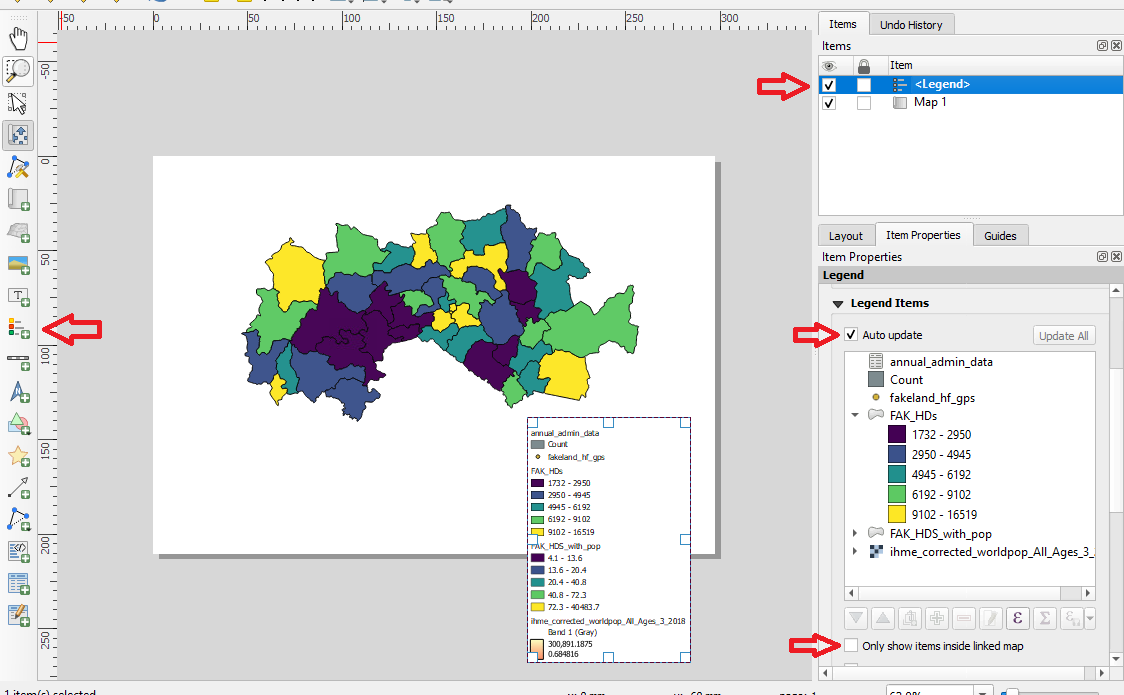 -50 0 50 100 150 200 250 300
Items Undo History
Items
Item
<Legend>
Map 1
-50
0
50
100
150
200
250
Layout Item Properties Guides
Item Properties
Legend
Legend Items
Auto update Update All
annual_admin_data
Count
fakeland_hf_gps
FAK_HDs
1732 - 2950
2950 - 4945
4945 - 6192
6192 - 9102
9102 - 16519
FAK_HDS_with_pop
ihme_corrected_worldpop_All_Ages_3_
Only show items inside linked map
annual_admin_data
Count
fakeland_hf_gps
FAK_HDs
1732 - 2950
2950 - 4945
4945 - 6192
6192 - 9102
9102 - 16519
FAK_HDS_with_pop
4.1 - 13.6
13.6 - 20.4
20.4 - 40.8
40.8 - 72.3
72.3 - 40483.7
ihme_corrected_worldpop_All_Ages_3_2018
Band 1 (Gray)
300,891.1875
0.684816
1 item(s) selected